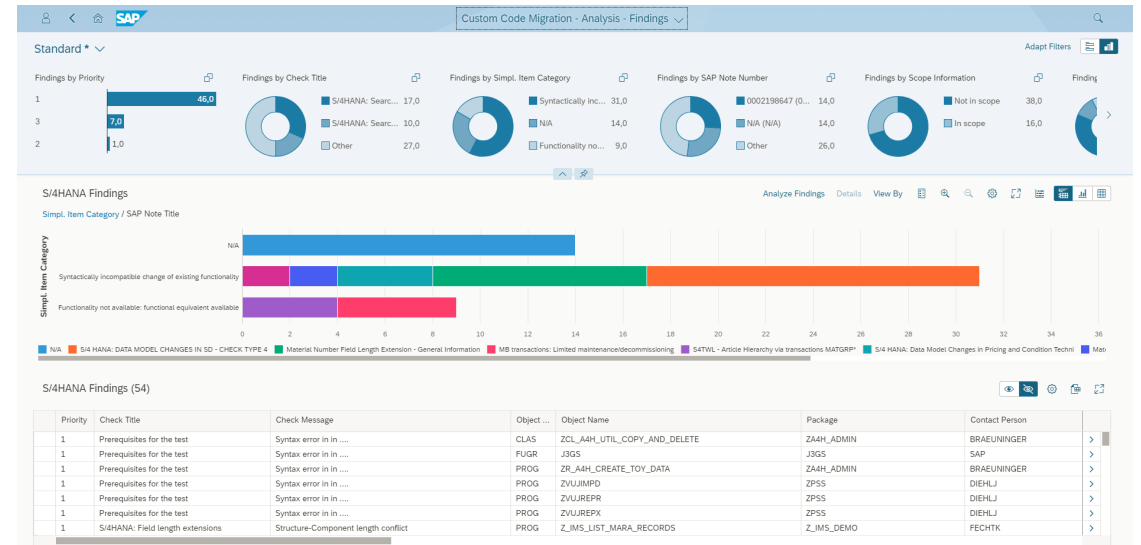 SAP
Custom Code Migration - Analysis - Findings
Standard *
Adapt Filters
Findings by Priority
1 46,0
3 7,0
2 1,0
Findings by Check Title
S/4HANA: Searc... 17,0
S/4HANA: Searc... 10,0
Other 27,0
Findings by Simpl. Item Category
Syntactically inc... 31,0
N/A 14,0
Functionality no... 9,0
Findings by SAP Note Number
0002198647 (0... 14,0
N/A (N/A) 14,0
Other 26,0
Findings by Scope Information
Not in scope 38,0
In scope 16,0
Finding
S/4HANA Findings
Analyze Findings Details View By
Simpl. Item Category / SAP Note Title
Simpl. Item Category
N/A
Syntactically incompatible change of existing functionality
Functionality not available: functional equivalent available
0 2 4 6 8 10 12 14 16 18 20 22 24 26 28 30 32 34 36
N/A S/4 HANA: DATA MODEL CHANGES IN SD - CHECK TYPE 4 Material Number Field Length Extension - General Information MB transactions: Limited maintenance/decommissioning S4TWL - Article Hierarchy via transactions MATGRP* S/4 HANA: Data Model Changes in Pricing and Condition Techni Mate
S/4HANA Findings (54)
Priority Check Title Check Message Object ... Object Name Package Contact Person
1 Prerequisites for the test Syntax error in in .... CLAS ZCL_A4H_UTIL_COPY_AND_DELETE ZA4H_ADMIN BRAEUNINGER
1 Prerequisites for the test Syntax error in in .... FUGR J3GS J3GS SAP
1 Prerequisites for the test Syntax error in in .... PROG ZR_A4H_CREATE_TOY_DATA ZA4H_ADMIN BRAEUNINGER
1 Prerequisites for the test Syntax error in in .... PROG ZVUJIMPD ZPSS DIEHLJ
1 Prerequisites for the test Syntax error in in .... PROG ZVUJREPR ZPSS DIEHLJ
1 Prerequisites for the test Syntax error in in .... PROG ZVUJREPX ZPSS DIEHLJ
1 S/4HANA: Field length extensions Structure-Component length conflict PROG Z_IMS_LIST_MARA_RECORDS Z_IMS_DEMO FECHTK